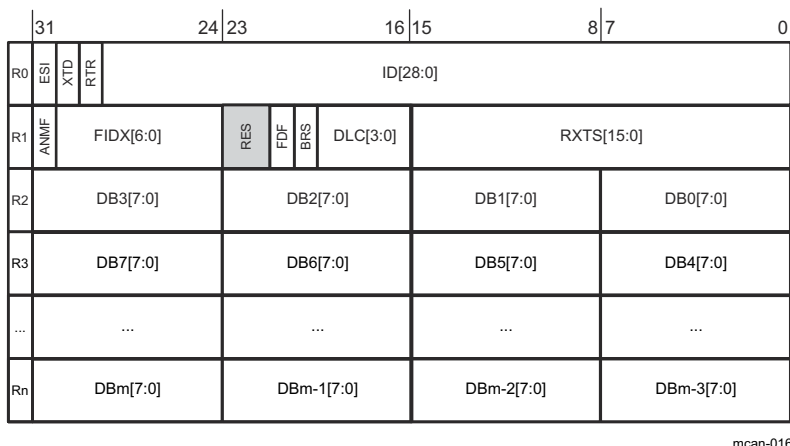 31 24 23 16 15 8 7 0
R0 ESI XTD RTR ID[28:0]
R1 ANMF FIDX[6:0] RES FDF BRS DLC[3:0] RXTS[15:0]
R2 DB3[7:0] DB2[7:0] DB1[7:0] DB0[7:0]
R3 DB7[7:0] DB6[7:0] DB5[7:0] DB4[7:0]
... ... ... ... ...
Rn DBm[7:0] DBm-1[7:0] DBm-2[7:0] DBm-3[7:0]
mcan-016